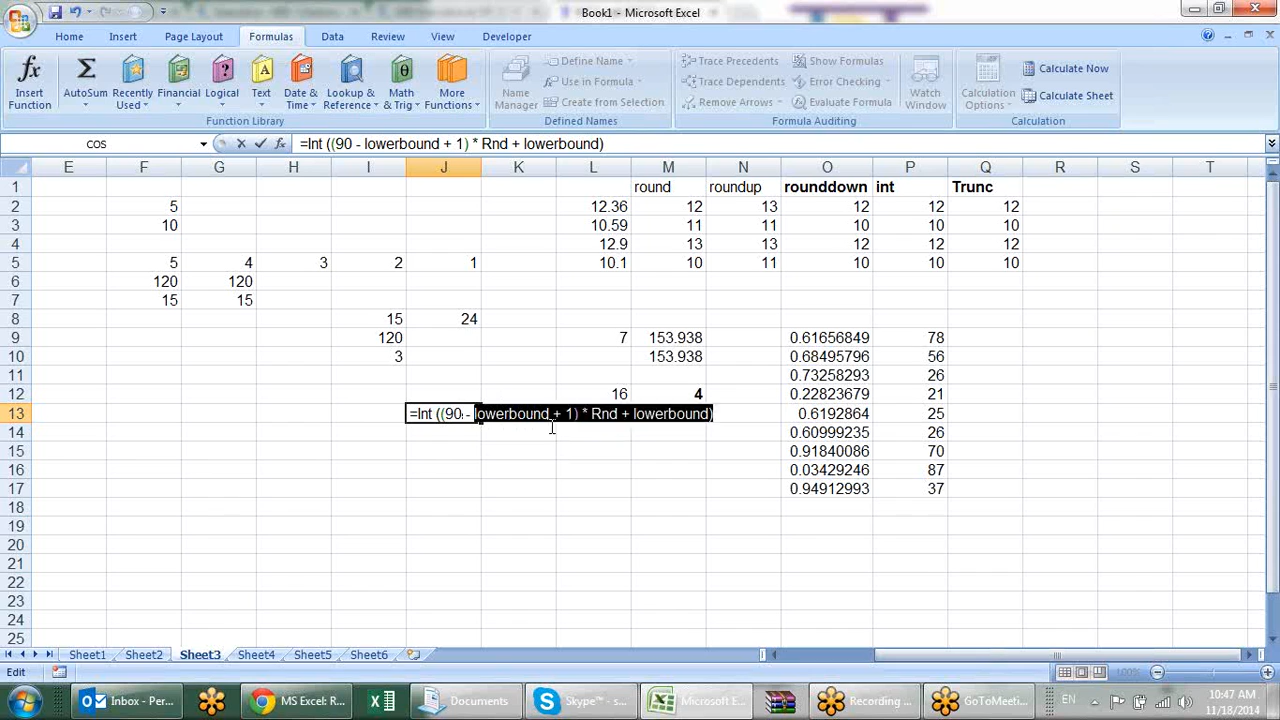 Book1 - Microsoft Excel
Home Insert Page Layout Formulas Data Review View Developer
Insert Function
AutoSum
Recently Used
Financial
Logical
Text
Date & Time
Lookup & Reference
Math & Trig
More Functions
Function Library
Name Manager
Define Name
Use in Formula
Create from Selection
Defined Names
Trace Precedents
Trace Dependents
Remove Arrows
Show Formulas
Error Checking
Evaluate Formula
Watch Window
Formula Auditing
Calculation Options
Calculate Now
Calculate Sheet
Calculation
COS =Int ((90 - lowerbound + 1) * Rnd + lowerbound)
E F G H I J K L M N O P Q R S T
1 round roundup rounddown int Trunc
2 5 12.36 12 13 12 12 12
3 10 10.59 11 11 10 10 10
4 12.9 13 13 12 12 12
5 5 4 3 2 1 10.1 10 11 10 10 10
6 120 120
7 15 15
8 15 24
9 120 7 153.938 0.61656849 78
10 3 153.938 0.68495796 56
11 0.73258293 26
12 16 4 0.22823679 21
13 =Int ((90 - lowerbound + 1) * Rnd + lowerbound) 0.6192864 25
14 0.60999235 26
15 0.91840086 70
16 0.03429246 87
17 0.94912993 37
18
19
20
21
22
23
24
25
Sheet1 Sheet2 Sheet3 Sheet4 Sheet5 Sheet6
Edit 100%
Inbox - Per... MS Excel: R... Documents Skype™ - s... Microsoft ... Recording ... GoToMeeti... EN 10:47 AM
11/18/2014